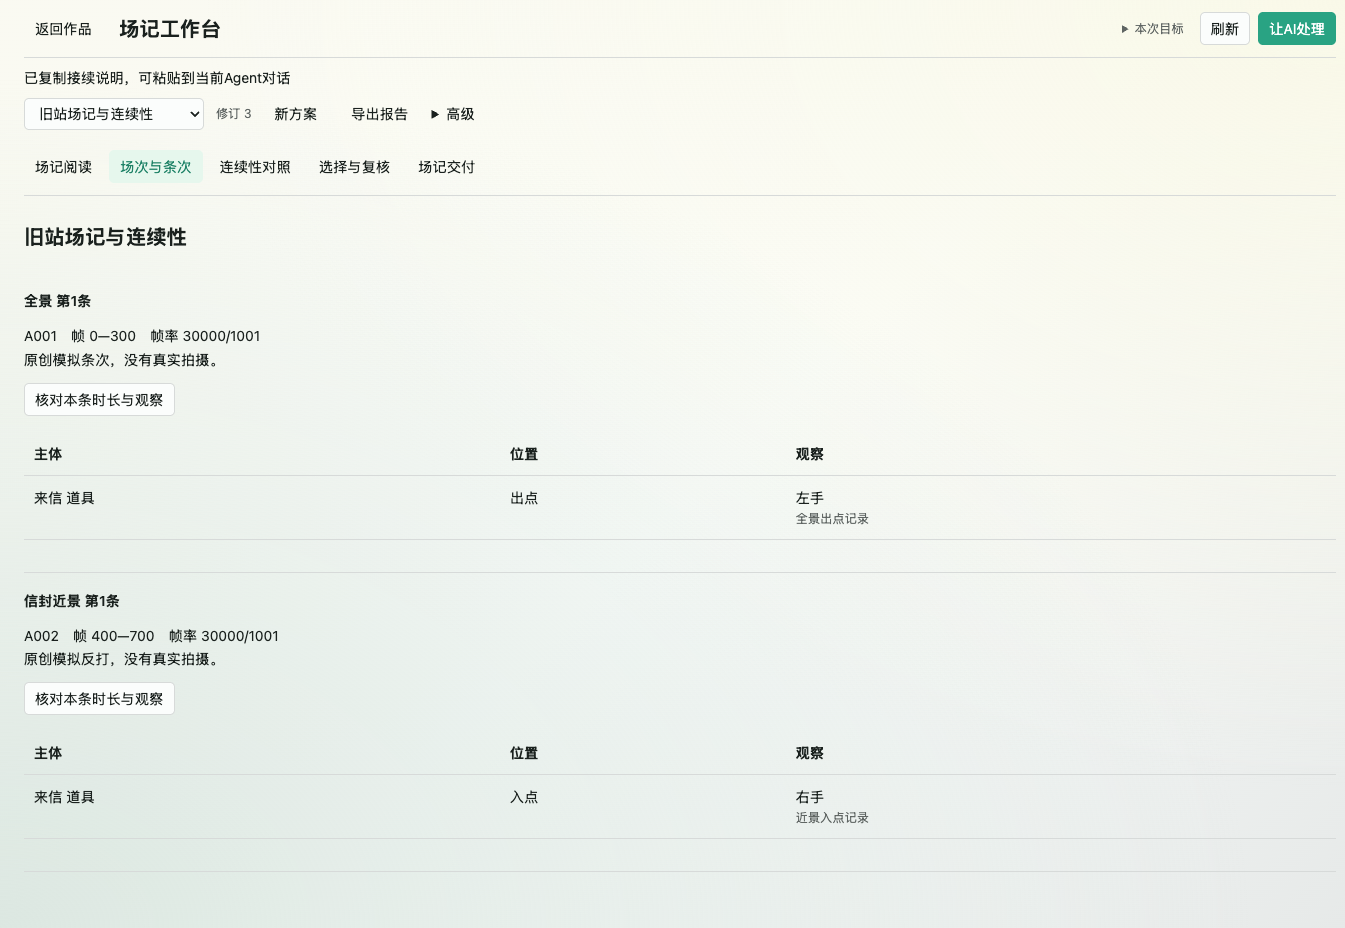 返回作品 场记工作台 ▶ 本次目标 刷新 让AI处理
已复制接续说明，可粘贴到当前Agent对话
旧站场记与连续性 修订 3 新方案 导出报告 ▶ 高级
场记阅读 场次与条次 连续性对照 选择与复核 场记交付
旧站场记与连续性
全景 第1条
A001 帧 0—300 帧率 30000/1001
原创模拟条次，没有真实拍摄。
核对本条时长与观察
主体 位置 观察
来信 道具 出点 左手
全景出点记录
信封近景 第1条
A002 帧 400—700 帧率 30000/1001
原创模拟反打，没有真实拍摄。
核对本条时长与观察
主体 位置 观察
来信 道具 入点 右手
近景入点记录